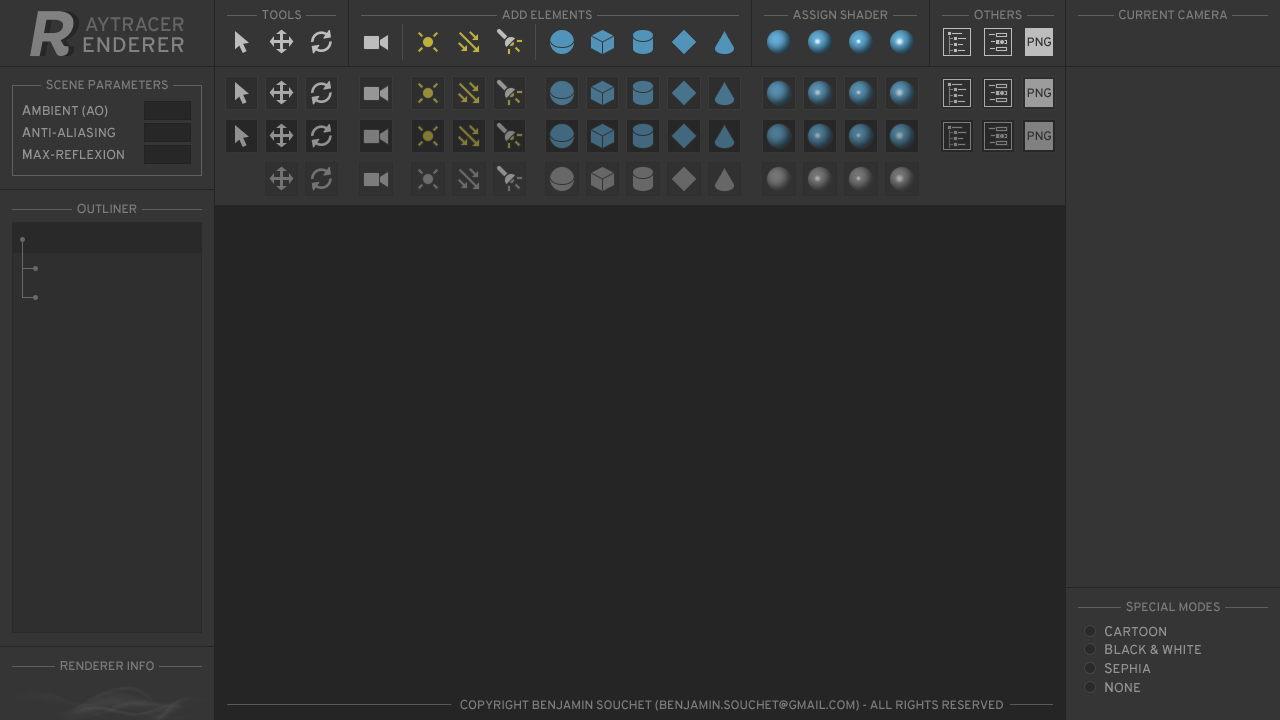 RAYTRACER
RENDERER
TOOLS
ADD ELEMENTS
ASSIGN SHADER
OTHERS
CURRENT CAMERA
PNG
SCENE PARAMETERS
AMBIENT (AO)
ANTI-ALIASING
MAX-REFLEXION
PNG
PNG
OUTLINER
SPECIAL MODES
CARTOON
BLACK & WHITE
SEPHIA
NONE
RENDERER INFO
COPYRIGHT BENJAMIN SOUCHET (BENJAMIN.SOUCHET@GMAIL.COM) - ALL RIGHTS RESERVED